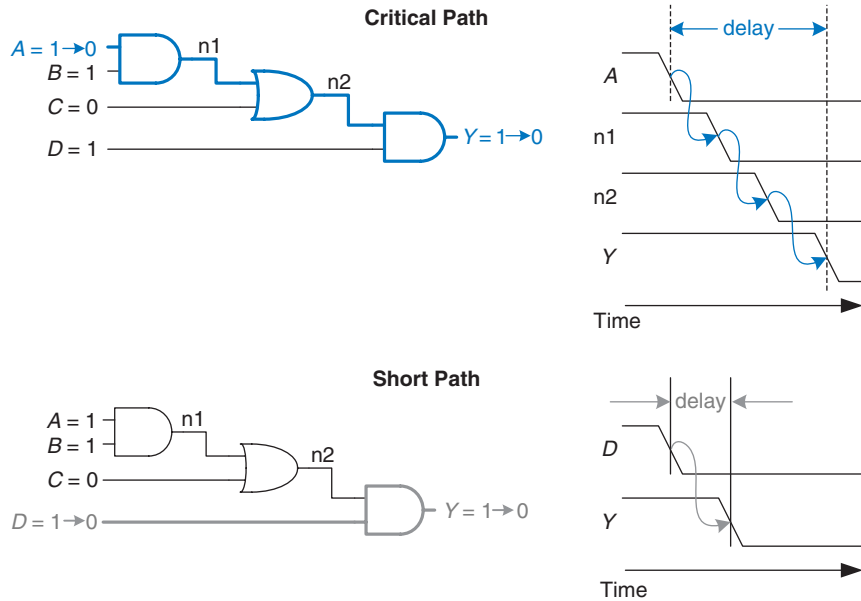 Critical Path
A = 1→0
B = 1
C = 0
D = 1
n1
n2
Y = 1→0
delay
A
n1
n2
Y
Time
Short Path
A = 1
B = 1
C = 0
D = 1→0
n1
n2
Y = 1→0
delay
D
Y
Time